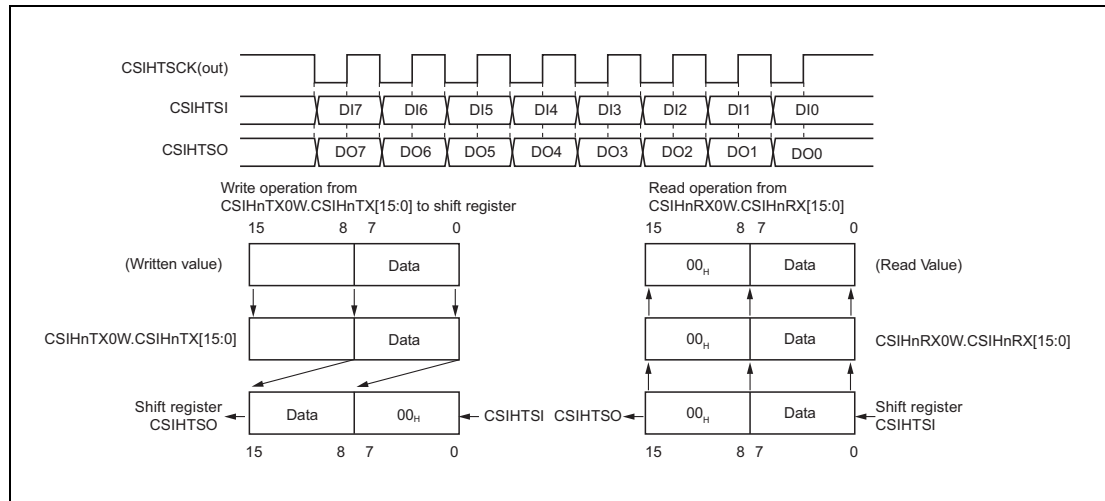 CSIHTSCK(out)
CSIHTSI DI7 DI6 DI5 DI4 DI3 DI2 DI1 DI0
CSIHTSO DO7 DO6 DO5 DO4 DO3 DO2 DO1 DO0
Write operation from
CSIHnTX0W.CSIHnTX[15:0] to shift register
15 8 7 0
(Written value) Data
CSIHnTX0W.CSIHnTX[15:0] Data
Shift register
CSIHTSO
Data 00H CSIHTSI
15 8 7 0
Read operation from
CSIHnRX0W.CSIHnRX[15:0]
15 8 7 0
00H Data (Read Value)
00H Data CSIHnRX0W.CSIHnRX[15:0]
CSIHTSO 00H Data Shift register
CSIHTSI
15 8 7 0